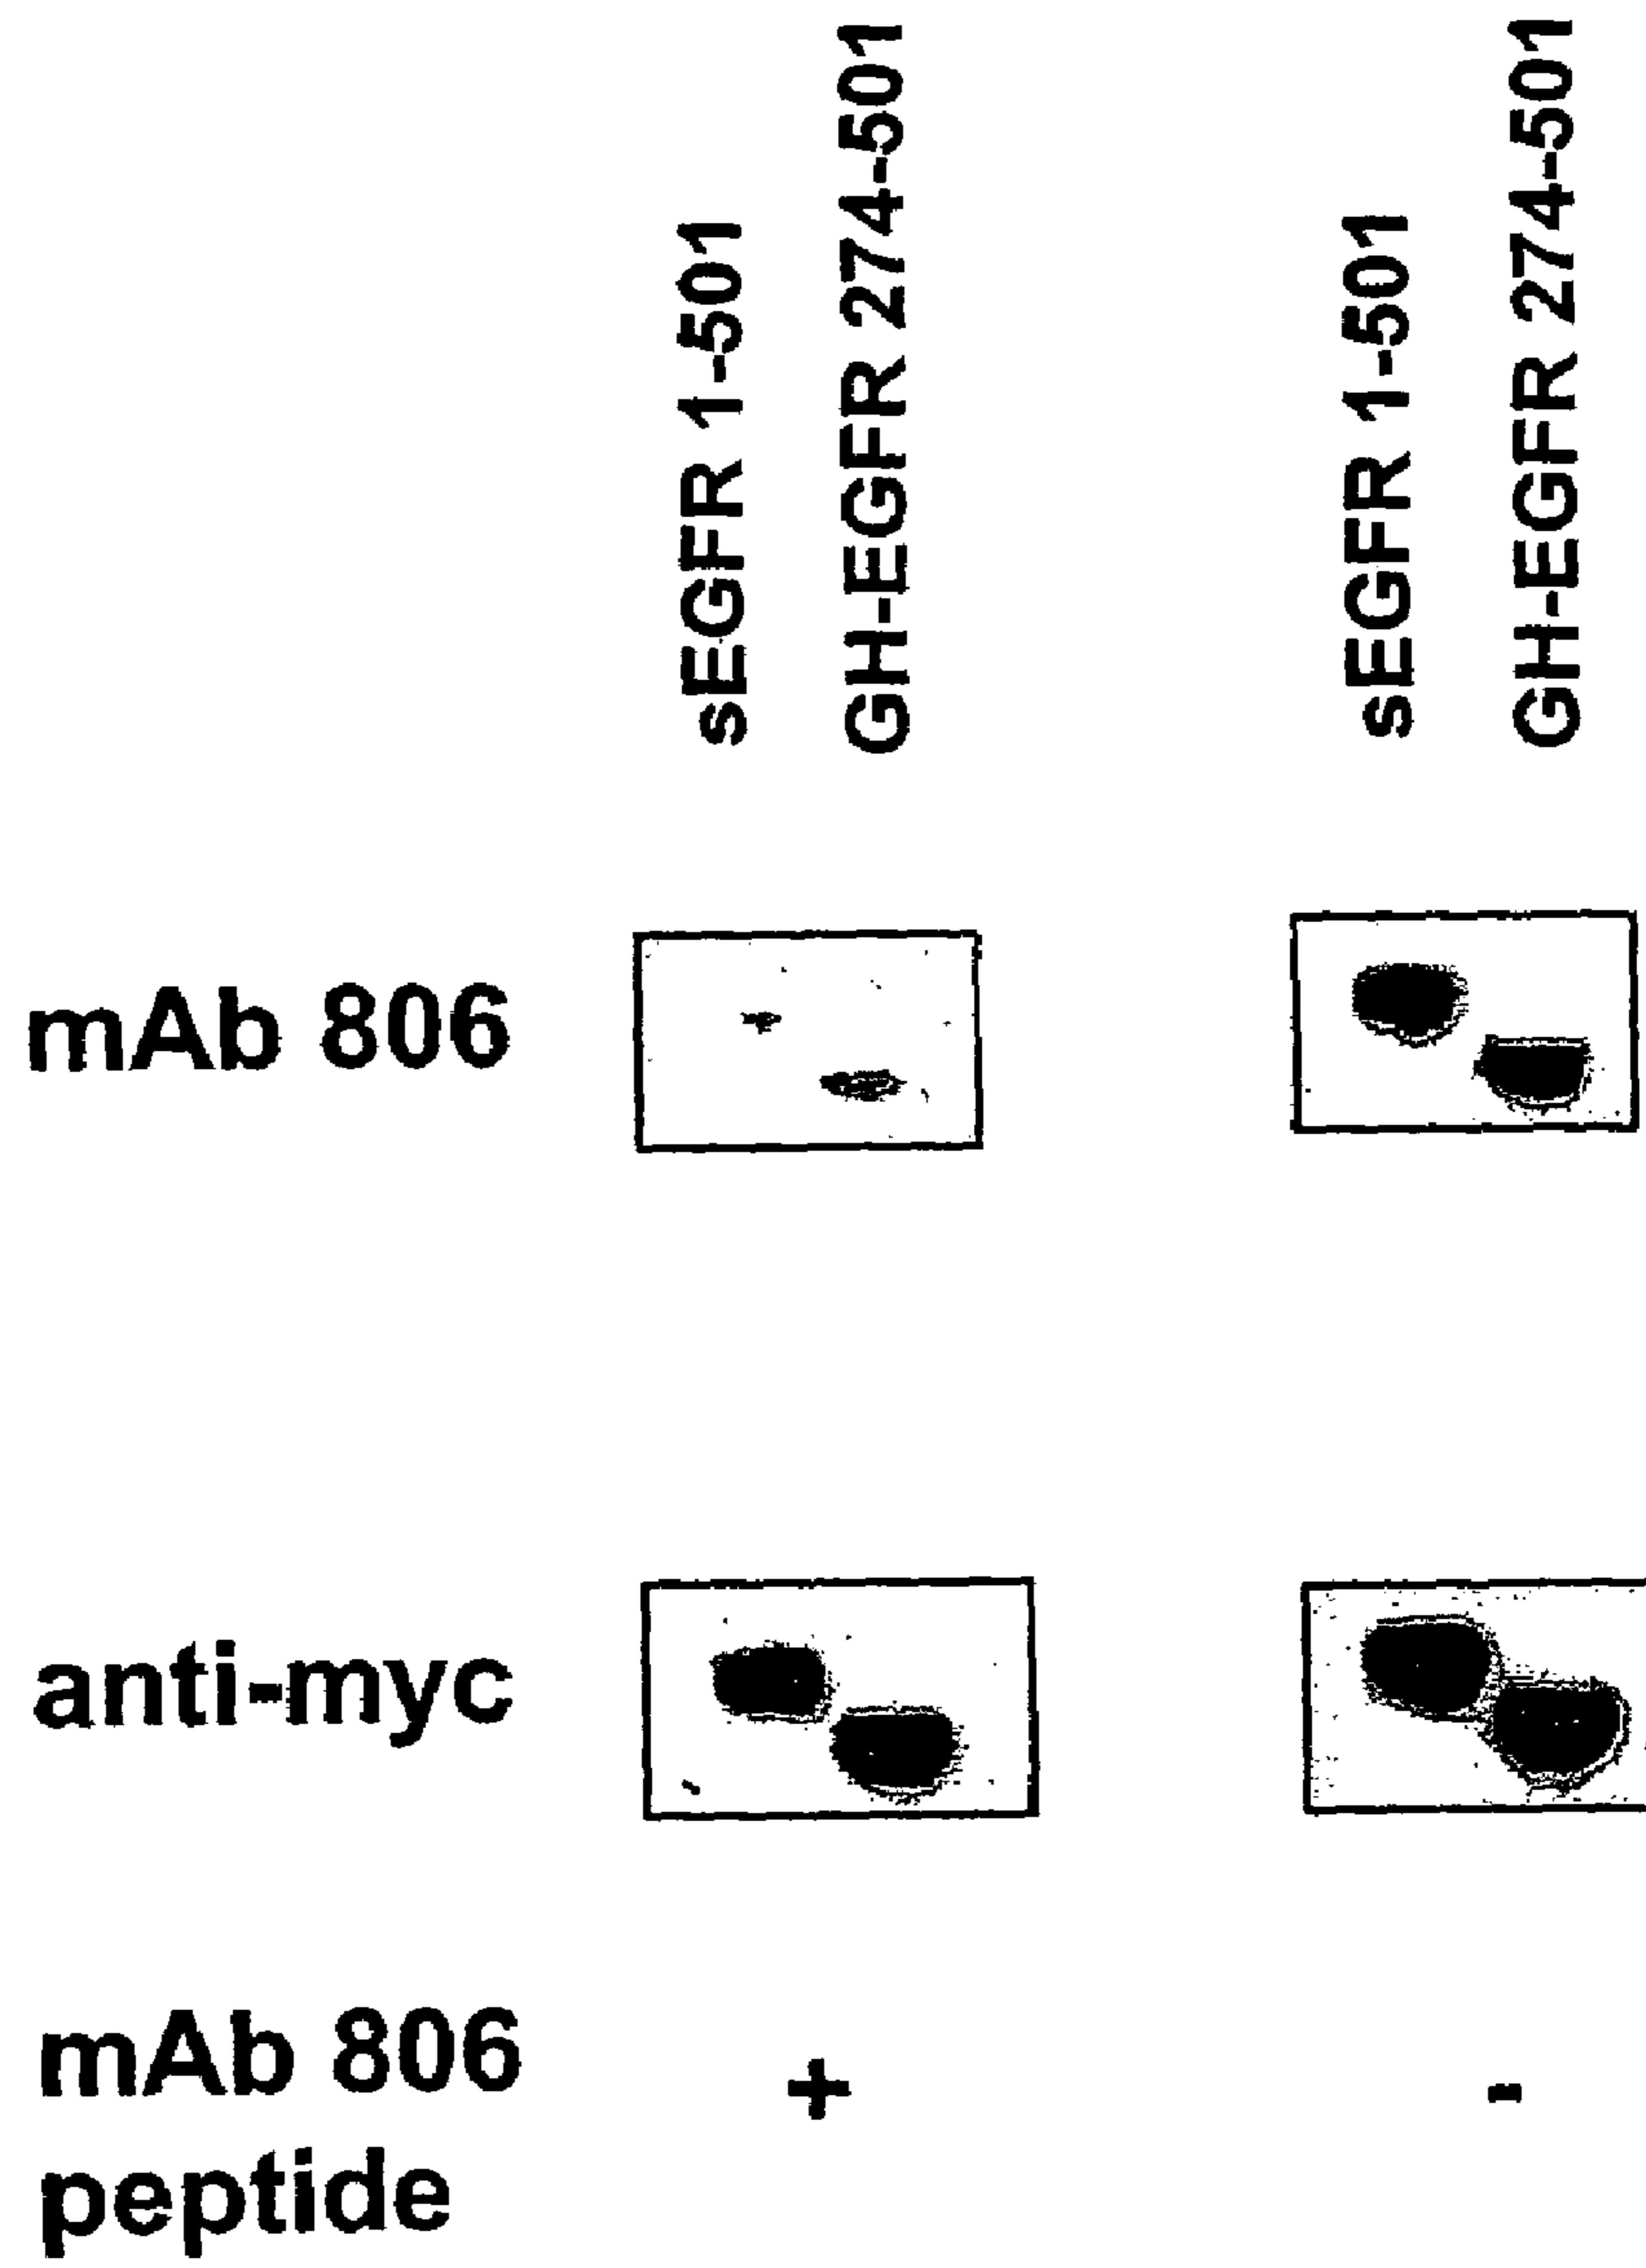 sEGFR 1-501
GH-EGFR 274-501
sEGFR 1-501
GH-EGFR 274-501
mAb 806
anti-myc
mAb 806
peptide
+
-